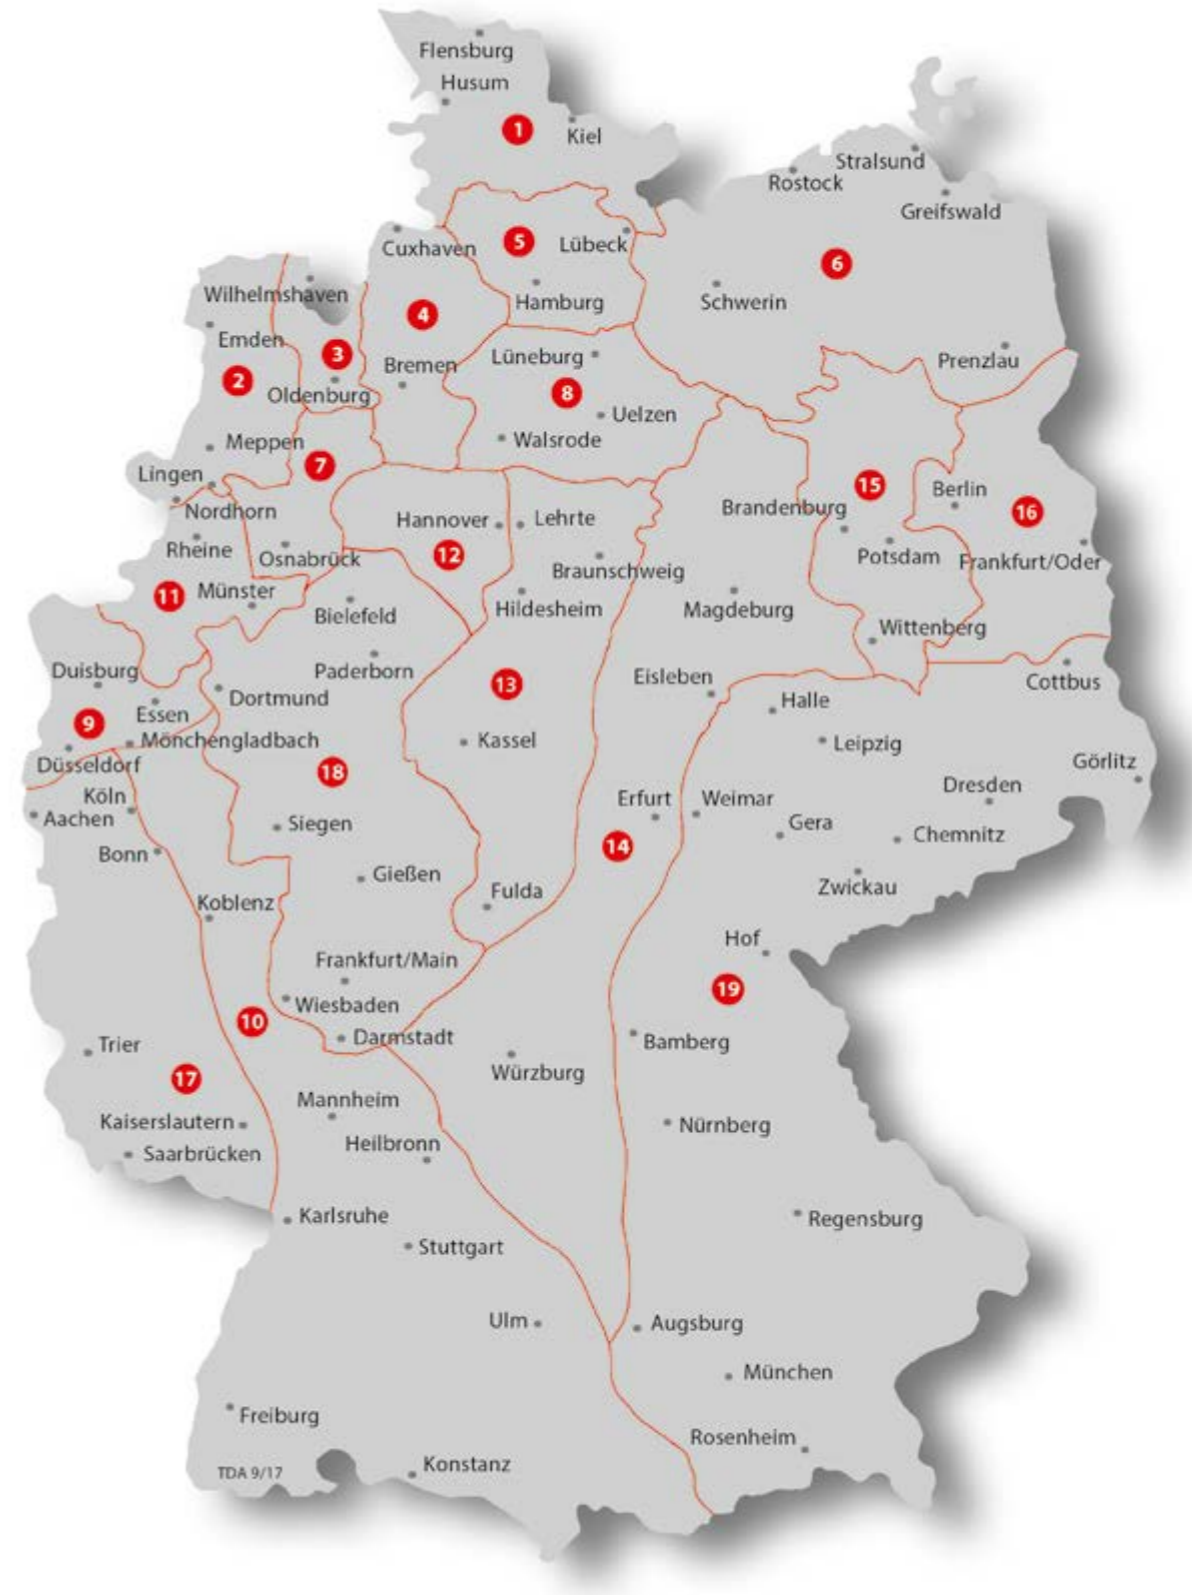 Flensburg
Husum
1
Kiel
Stralsund
Rostock
Greifswald
Cuxhaven
5
Lübeck
6
Wilhelmshaven
Hamburg
Schwerin
4
Emden
3
Lüneburg
Prenzlau
Bremen
2
Oldenburg
8
Uelzen
Meppen
Walsrode
7
Lingen
15
Berlin
Nordhorn
Hannover
Lehrte
Brandenburg
16
Rheine
Osnabrück
12
Potsdam
Frankfurt/Oder
Braunschweig
11
Münster
Bielefeld
Hildesheim
Magdeburg
Wittenberg
Duisburg
Paderborn
13
Eisleben
Cottbus
Dortmund
Halle
9
Essen
Mönchengladbach
Kassel
Leipzig
Düsseldorf
18
Görlitz
Köln
Erfurt
Weimar
Dresden
Aachen
Siegen
Gera
Chemnitz
Bonn
14
Gießen
Zwickau
Koblenz
Fulda
Hof
Frankfurt/Main
19
Wiesbaden
10
Darmstadt
Bamberg
Trier
Würzburg
17
Mannheim
Kaiserslautern
Heilbronn
Nürnberg
Saarbrücken
Karlsruhe
Regensburg
Stuttgart
Ulm
Augsburg
München
Freiburg
Rosenheim
TDA 9/17
Konstanz